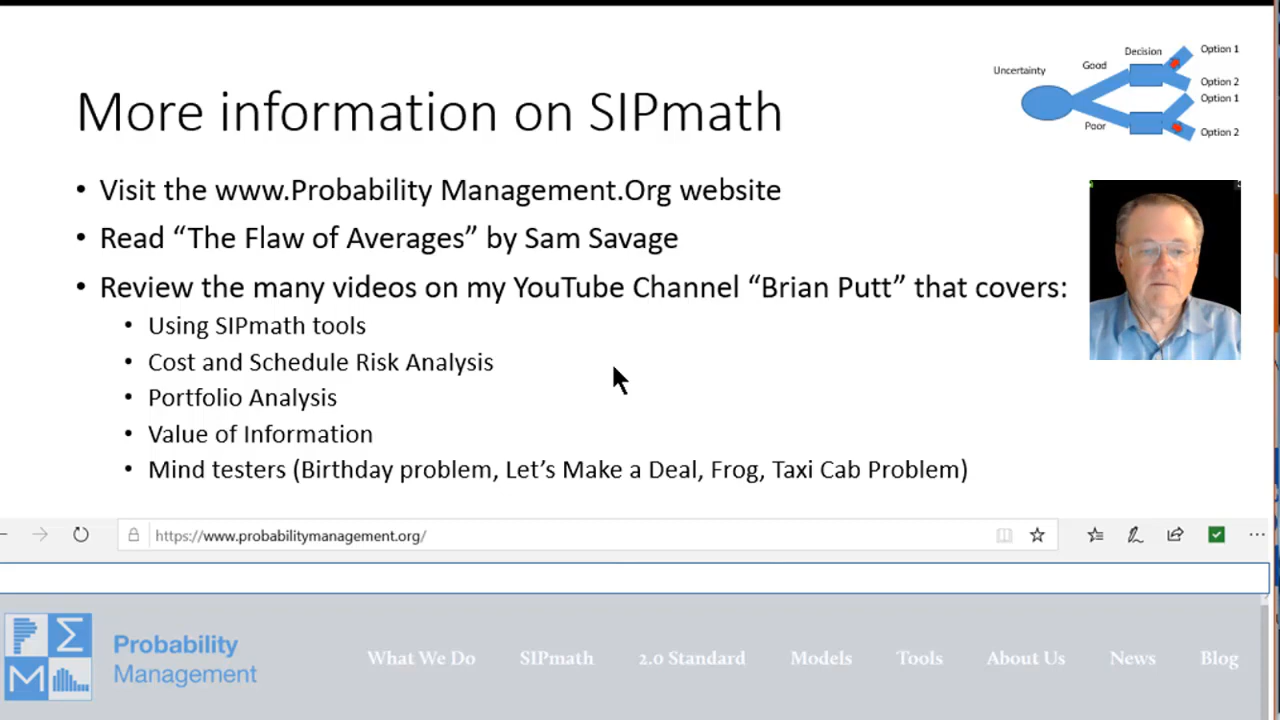 Decision
Option 1
Good
Uncertainty
Option 2
Option 1
Poor
Option 2
More information on SIPmath
• Visit the www.Probability Management.Org website
• Read “The Flaw of Averages” by Sam Savage
• Review the many videos on my YouTube Channel “Brian Putt” that covers:
• Using SIPmath tools
• Cost and Schedule Risk Analysis
• Portfolio Analysis
• Value of Information
• Mind testers (Birthday problem, Let’s Make a Deal, Frog, Taxi Cab Problem)
https://www.probabilitymanagement.org/
P Σ
M
Probability
Management
What We Do SIPmath 2.0 Standard Models Tools About Us News Blog